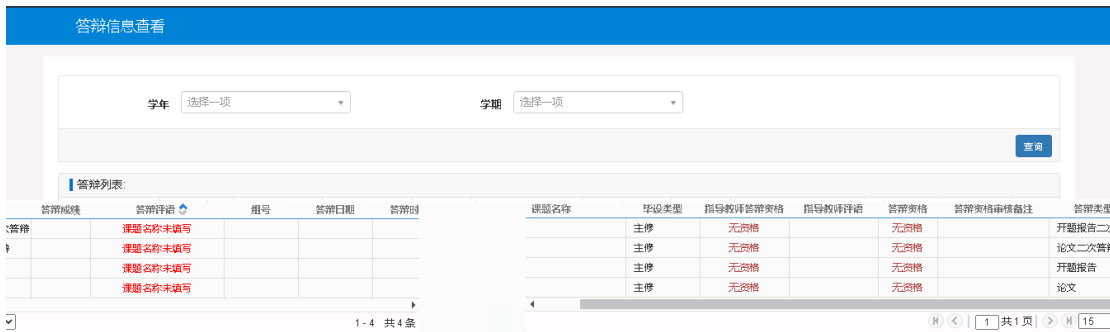 答辩信息查看
学年 选择一项 学期 选择一项
查询
答辩列表:
答辩成绩 答辩评语 组号 答辩日期 课题名称 毕设类型 指导教师答辩资格 指导教师评语 答辩资格 答辩资格审核备注 答辩类
答辩 课题名称未填写 主修 无资格 无资格 开题报告二
课题名称未填写 主修 无资格 无资格 论文二次答
课题名称未填写 主修 无资格 无资格 开题报告
课题名称未填写 主修 无资格 无资格 论文
1 - 4 共 4 条 1 共 1 页 15